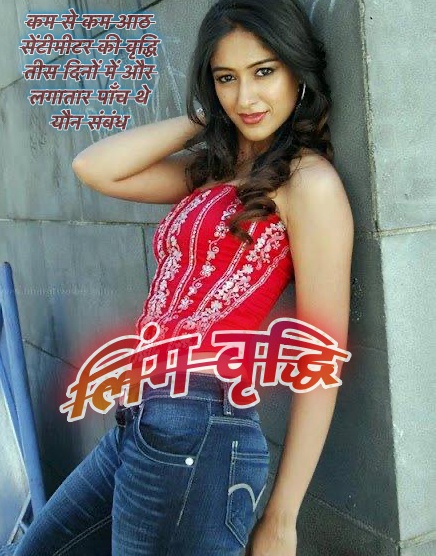 कम से कम आठ
सेंटीमीटर की वृद्धि
तीस दिनों में और
लगातार पाँच थे
यौन संबंध
लिंग वृद्धि